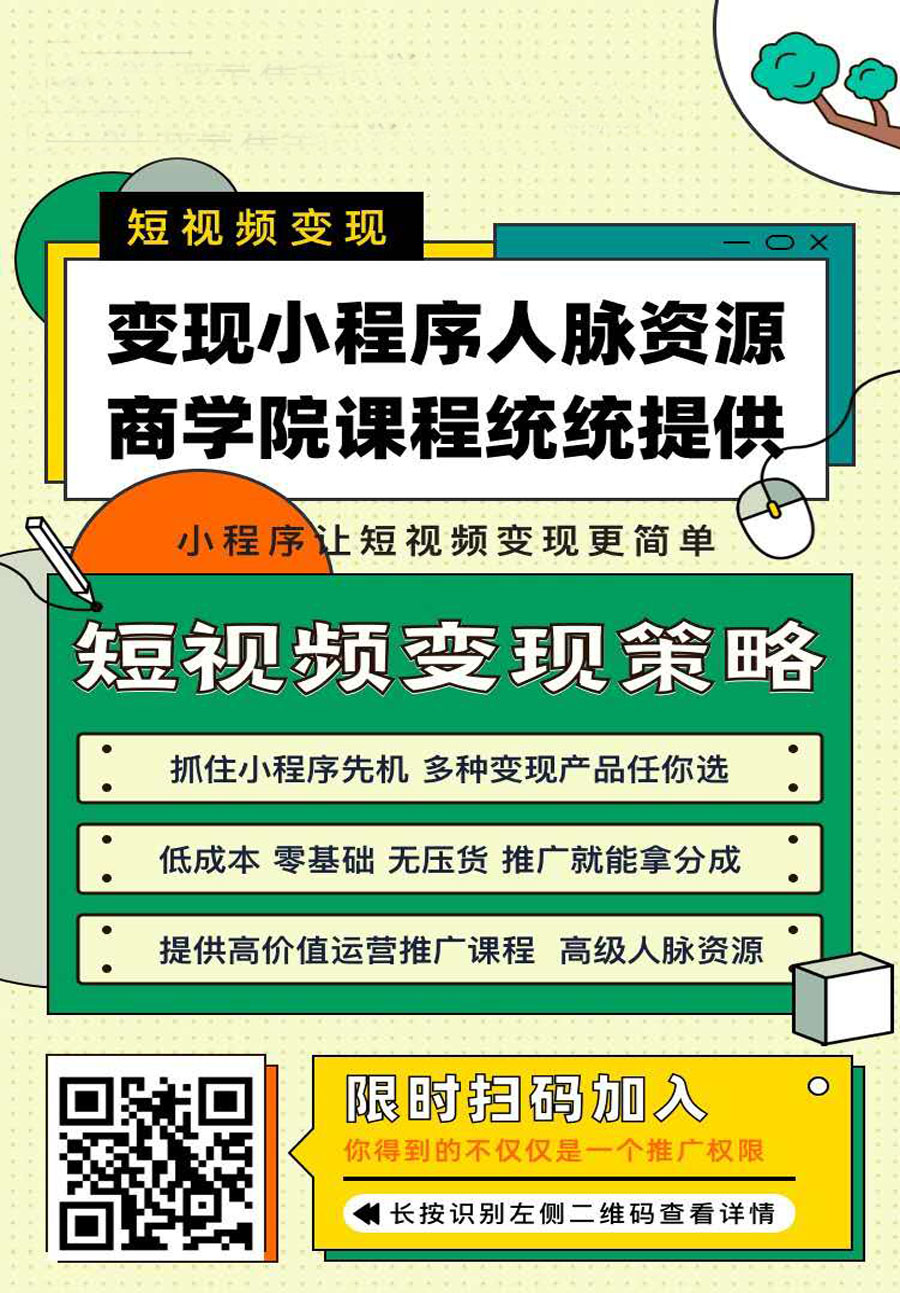 短视频变现
变现小程序人脉资源
商学院课程统统提供
小程序让短视频变现更简单
短视频变现策略
抓住小程序先机 多种变现产品任你选
低成本 零基础 无压货 推广就能拿分成
提供高价值运营推广课程 高级人脉资源
限时扫码加入
你得到的不仅仅是一个推广权限
长按识别左侧二维码查看详情